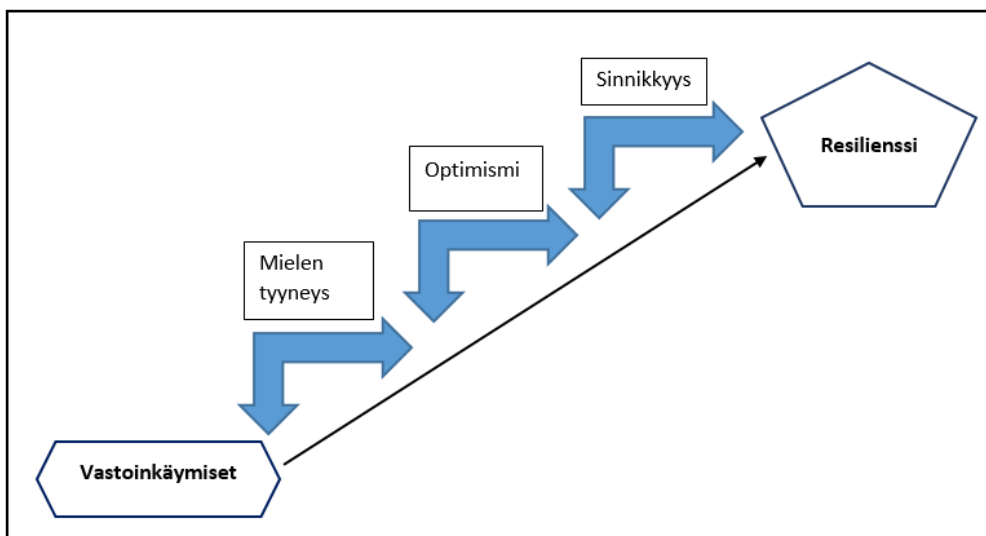 Sinnikkyys
Resilienssi
Optimismi
Mielen
tyyneys
Vastoinkäymiset